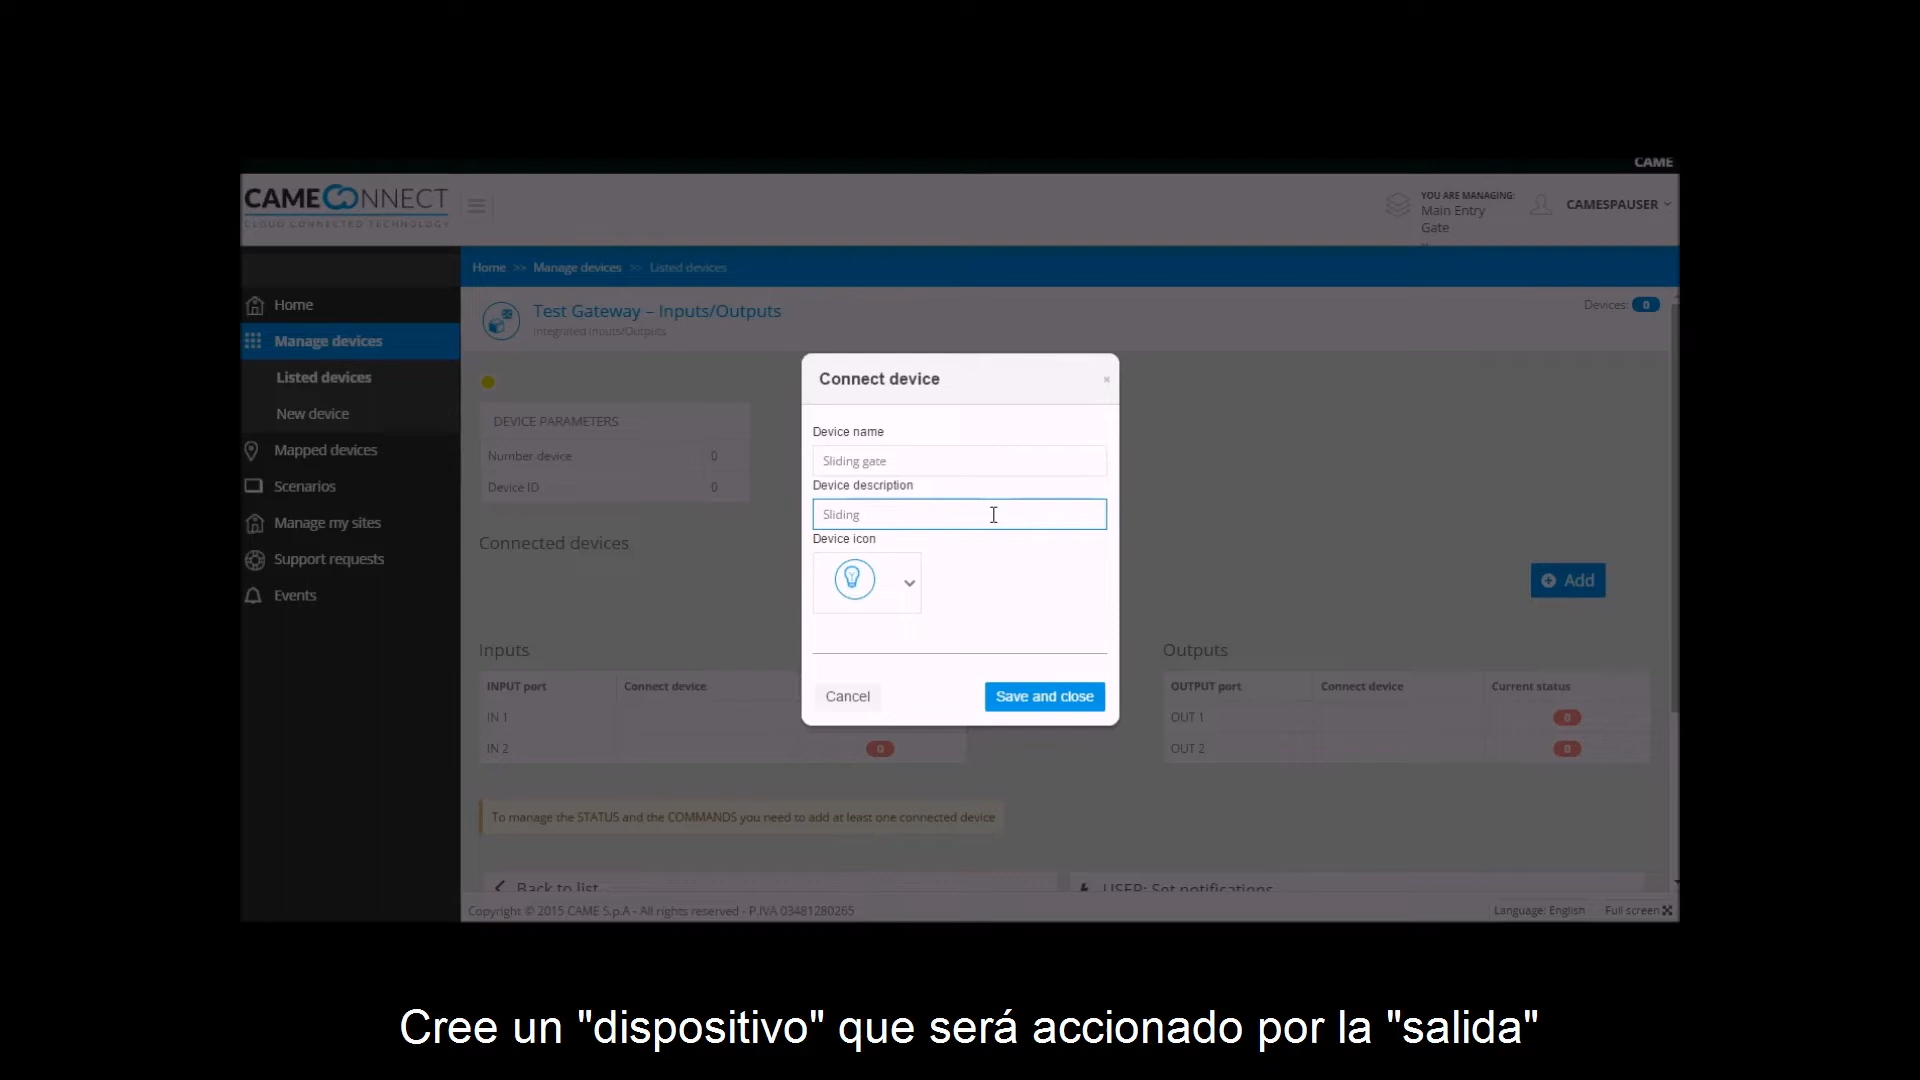 CAME
CAMECONNECT
CLOUD CONNECTED TECHNOLOGY
YOU ARE MANAGING:
Main Entry
Gate
CAMESPAUSER
Home >> Manage devices >> Listed devices
Home
Manage devices
Listed devices
New device
Mapped devices
Scenarios
Manage my sites
Support requests
Events
Test Gateway – Inputs/Outputs
Integrated Inputs/Outputs
Devices: 0
DEVICE PARAMETERS
Number device 0
Device ID 0
Connected devices
Add
Connect device
×
Device name
Sliding gate
Device description
Sliding
Device icon
Cancel
Save and close
Inputs
INPUT port Connect device
IN 1
IN 2 0
Outputs
OUTPUT port Connect device Current status
OUT 1 0
OUT 2 0
To manage the STATUS and the COMMANDS you need to add at least one connected device
Back to list
USER: Set notifications
Copyright © 2015 CAME S.p.A - All rights reserved - P.IVA 03481280265
Language: English
Full screen
Cree un "dispositivo" que será accionado por la "salida"